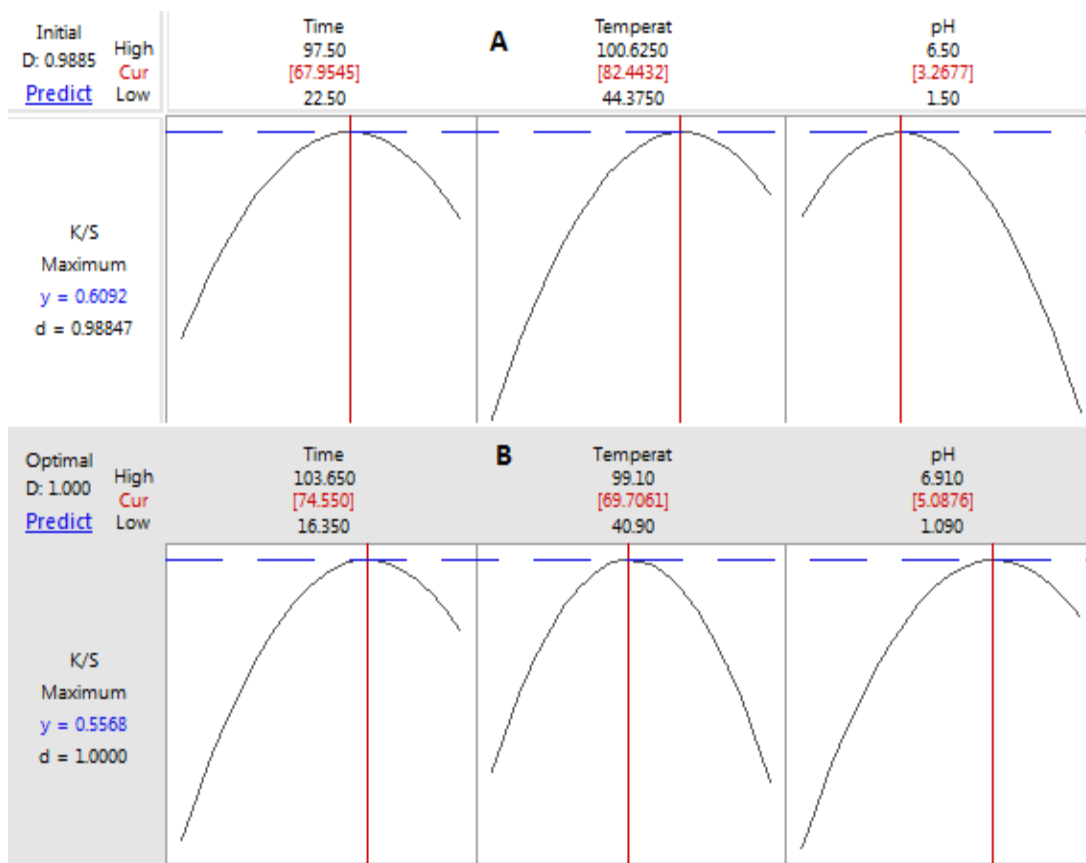 Initial
D: 0.9885
Predict
High
Cur
Low
Time
97.50
[67.9545]
22.50
A
Temperat
100.6250
[82.4432]
44.3750
pH
6.50
[3.2677]
1.50
K/S
Maximum
y = 0.6092
d = 0.98847
Optimal
D: 1.000
Predict
High
Cur
Low
Time
103.650
[74.550]
16.350
B
Temperat
99.10
[69.7061]
40.90
pH
6.910
[5.0876]
1.090
K/S
Maximum
y = 0.5568
d = 1.0000